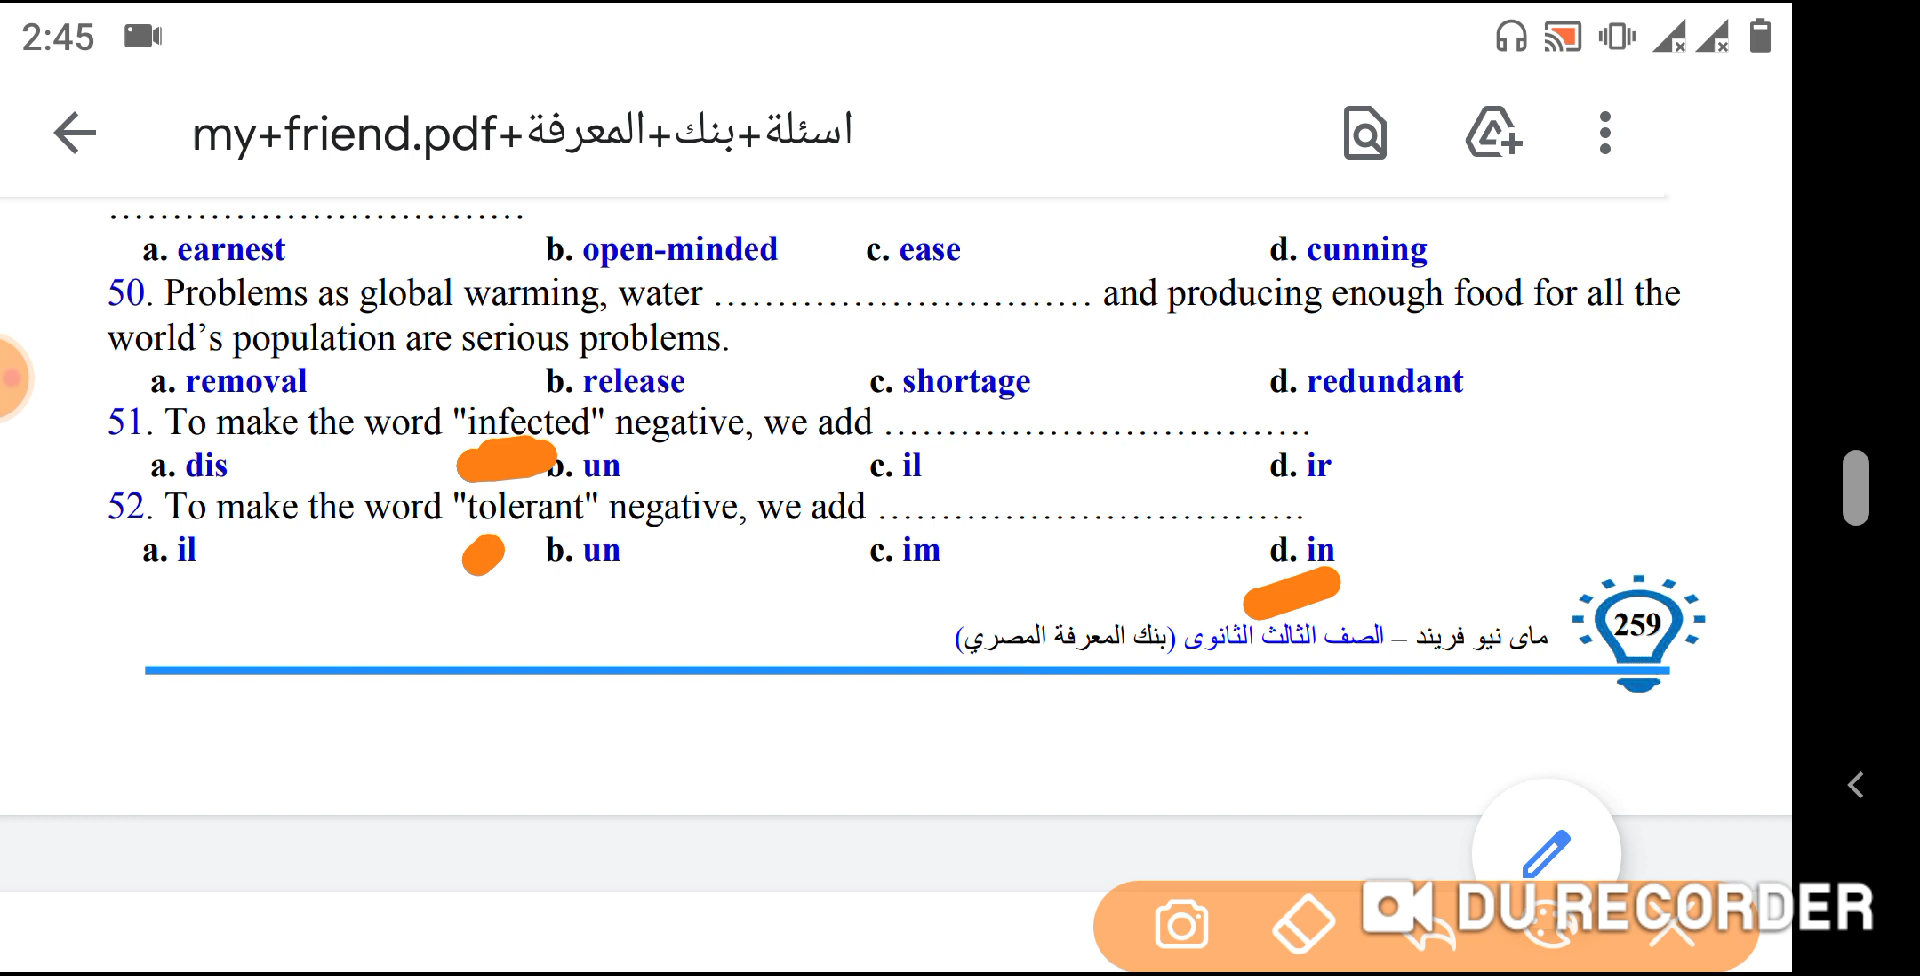 2:45
my+friend.pdf+اسئلة+بنك+المعرفة
.................................
a. earnest b. open-minded c. ease d. cunning
50. Problems as global warming, water .............................. and producing enough food for all the
world's population are serious problems.
a. removal b. release c. shortage d. redundant
51. To make the word "infected" negative, we add ..................................
a. dis b. un c. il d. ir
52. To make the word "tolerant" negative, we add ..................................
a. il b. un c. im d. in
ماى نيو فريند – الصف الثالث الثانوى (بنك المعرفة المصري)
259
DU RECORDER